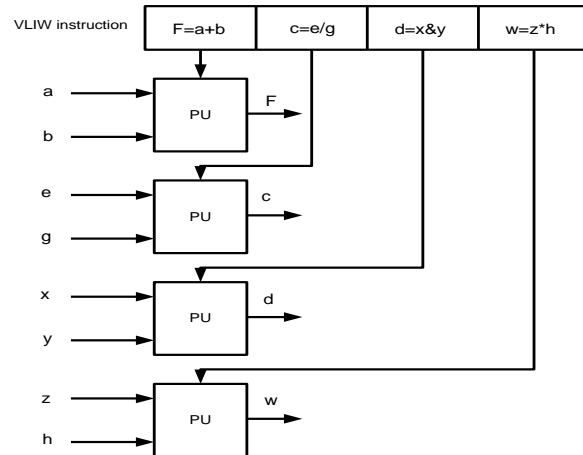 VLIW instruction F=a+b c=e/g d=x&y w=z*h
a
F
PU
b
e
c
PU
g
x
d
PU
y
z
w
PU
h